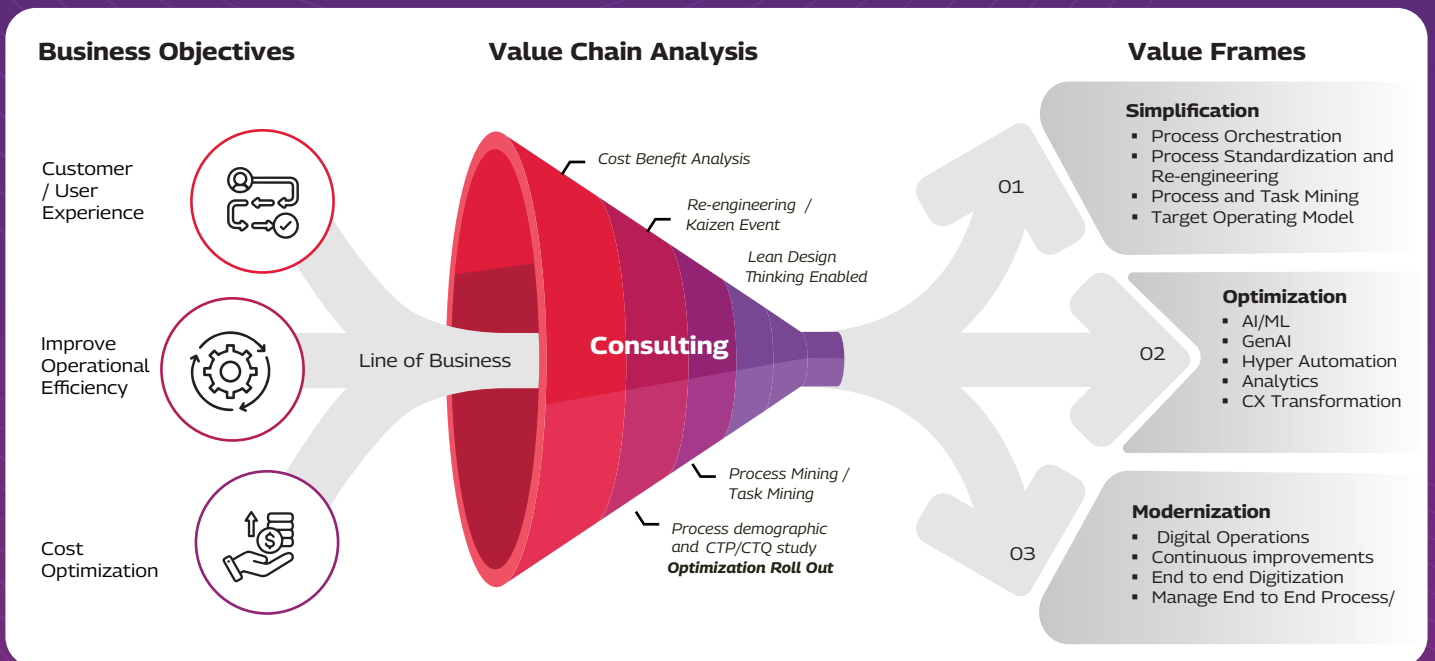 Business Objectives
Customer
/ User
Experience
Improve
Operational
Efficiency
Cost
Optimization
Line of Business
Value Chain Analysis
Cost Benefit Analysis
Re-engineering /
Kaizen Event
Lean Design
Thinking Enabled
Consulting
Process Mining /
Task Mining
Process demographic
and CTP/CTQ study
Optimization Roll Out
Value Frames
01
Simplification
▪ Process Orchestration
▪ Process Standardization and
Re-engineering
▪ Process and Task Mining
▪ Target Operating Model
02
Optimization
▪ AI/ML
▪ GenAI
▪ Hyper Automation
▪ Analytics
▪ CX Transformation
03
Modernization
▪ Digital Operations
▪ Continuous improvements
▪ End to end Digitization
▪ Manage End to End Process/